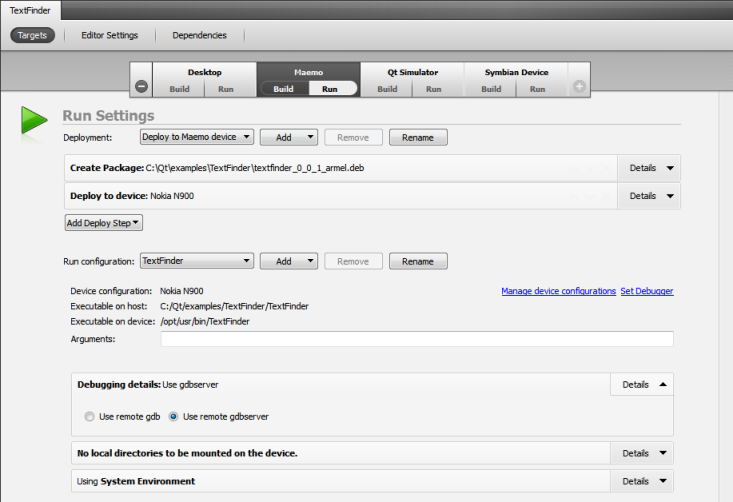 TextFinder
Targets Editor Settings Dependencies
Desktop Maemo Qt Simulator Symbian Device
Build Run Build Run Build Run Build Run
Run Settings
Deployment: Deploy to Maemo device Add Remove Rename
Create Package: C:\Qt\examples\TextFinder\textfinder_0_0_1_armel.deb Details
Deploy to device: Nokia N900 Details
Add Deploy Step
Run configuration: TextFinder Add Remove Rename
Device configuration: Nokia N900 Manage device configurations Set Debugger
Executable on host: C:/Qt/examples/TextFinder/TextFinder
Executable on device: /opt/usr/bin/TextFinder
Arguments:
Debugging details: Use gdbserver Details
Use remote gdb Use remote gdbserver
No local directories to be mounted on the device. Details
Using System Environment Details